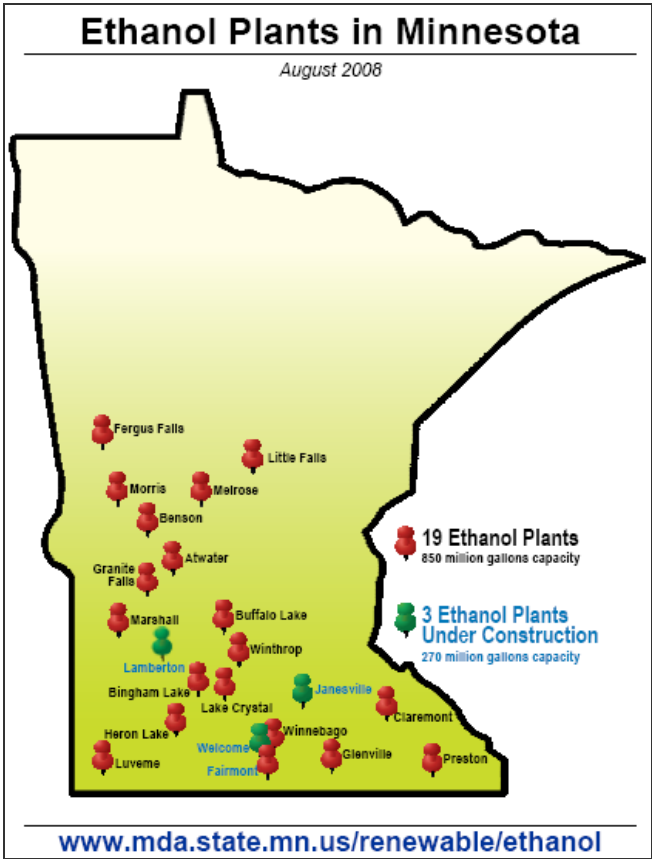 Ethanol Plants in Minnesota
August 2008
Fergus Falls
Little Falls
Morris
Melrose
Benson
Atwater
Granite
Falls
Marshall
Buffalo Lake
Winthrop
Lamberton
Bingham Lake
Lake Crystal
Janesville
Claremont
Heron Lake
Winnebago
Welcome
Glenville
Luverne
Fairmont
Preston
19 Ethanol Plants
850 million gallons capacity
3 Ethanol Plants
Under Construction
270 million gallons capacity
www.mda.state.mn.us/renewable/ethanol